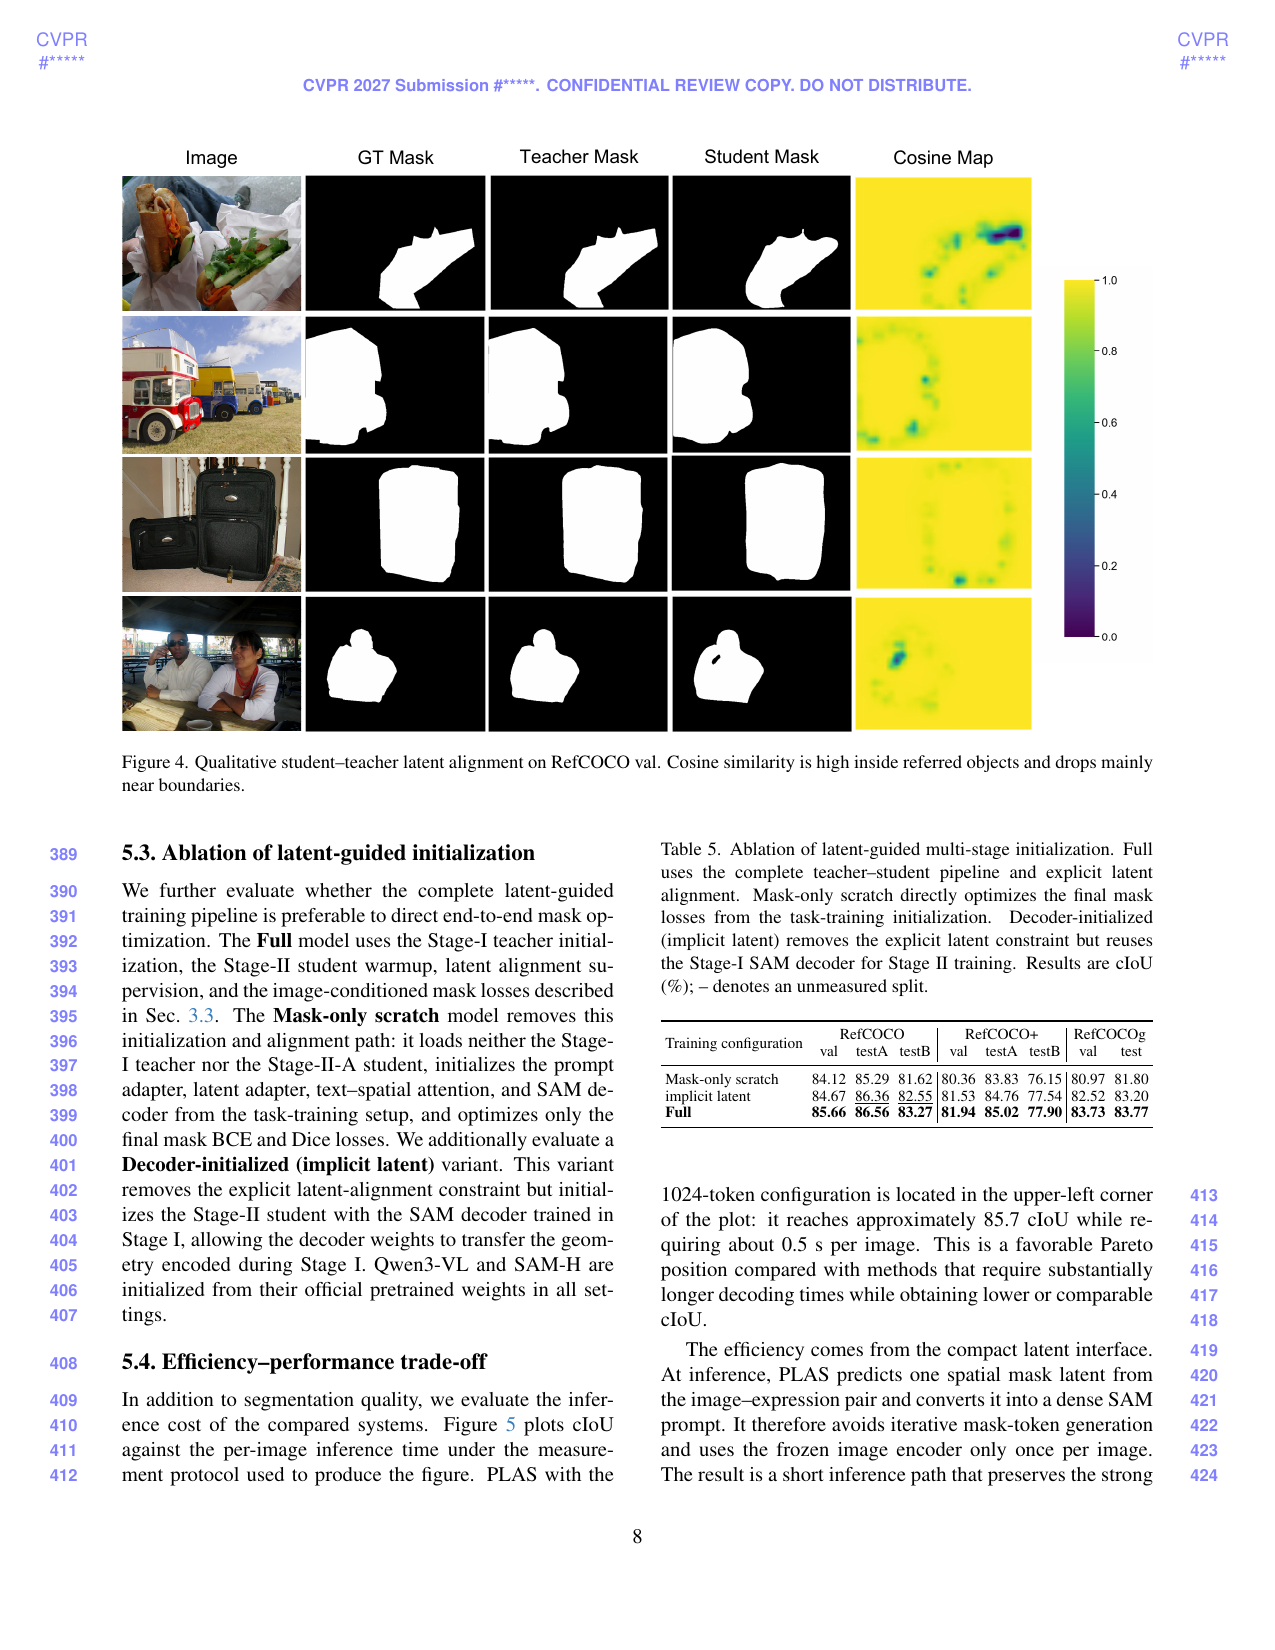 CVPR
#*****
CVPR
#*****
CVPR 2027 Submission #*****. CONFIDENTIAL REVIEW COPY. DO NOT DISTRIBUTE.
Image GT Mask Teacher Mask Student Mask Cosine Map
1.0
0.8
0.6
0.4
0.2
0.0
Figure 4. Qualitative student–teacher latent alignment on RefCOCO val. Cosine similarity is high inside referred objects and drops mainly
near boundaries.
389 5.3. Ablation of latent-guided initialization
390 We further evaluate whether the complete latent-guided
391 training pipeline is preferable to direct end-to-end mask op-
392 timization. The Full model uses the Stage-I teacher initial-
393 ization, the Stage-II student warmup, latent alignment su-
394 pervision, and the image-conditioned mask losses described
395 in Sec. 3.3. The Mask-only scratch model removes this
396 initialization and alignment path: it loads neither the Stage-
397 I teacher nor the Stage-II-A student, initializes the prompt
398 adapter, latent adapter, text–spatial attention, and SAM de-
399 coder from the task-training setup, and optimizes only the
400 final mask BCE and Dice losses. We additionally evaluate a
401 Decoder-initialized (implicit latent) variant. This variant
402 removes the explicit latent-alignment constraint but initial-
403 izes the Stage-II student with the SAM decoder trained in
404 Stage I, allowing the decoder weights to transfer the geom-
405 etry encoded during Stage I. Qwen3-VL and SAM-H are
406 initialized from their official pretrained weights in all set-
407 tings.
408 5.4. Efficiency–performance trade-off
409 In addition to segmentation quality, we evaluate the infer-
410 ence cost of the compared systems. Figure 5 plots cIoU
411 against the per-image inference time under the measure-
412 ment protocol used to produce the figure. PLAS with the
Table 5. Ablation of latent-guided multi-stage initialization. Full
uses the complete teacher–student pipeline and explicit latent
alignment. Mask-only scratch directly optimizes the final mask
losses from the task-training initialization. Decoder-initialized
(implicit latent) removes the explicit latent constraint but reuses
the Stage-I SAM decoder for Stage II training. Results are cIoU
(%); – denotes an unmeasured split.
Training configuration RefCOCO RefCOCO+ RefCOCOg
val testA testB val testA testB val test
Mask-only scratch 84.12 85.29 81.62 80.36 83.83 76.15 80.97 81.80
implicit latent 84.67 86.36 82.55 81.53 84.76 77.54 82.52 83.20
Full 85.66 86.56 83.27 81.94 85.02 77.90 83.73 83.77
1024-token configuration is located in the upper-left corner 413
of the plot: it reaches approximately 85.7 cIoU while re- 414
quiring about 0.5 s per image. This is a favorable Pareto 415
position compared with methods that require substantially 416
longer decoding times while obtaining lower or comparable 417
cIoU. 418
The efficiency comes from the compact latent interface. 419
At inference, PLAS predicts one spatial mask latent from 420
the image–expression pair and converts it into a dense SAM 421
prompt. It therefore avoids iterative mask-token generation 422
and uses the frozen image encoder only once per image. 423
The result is a short inference path that preserves the strong 424
8